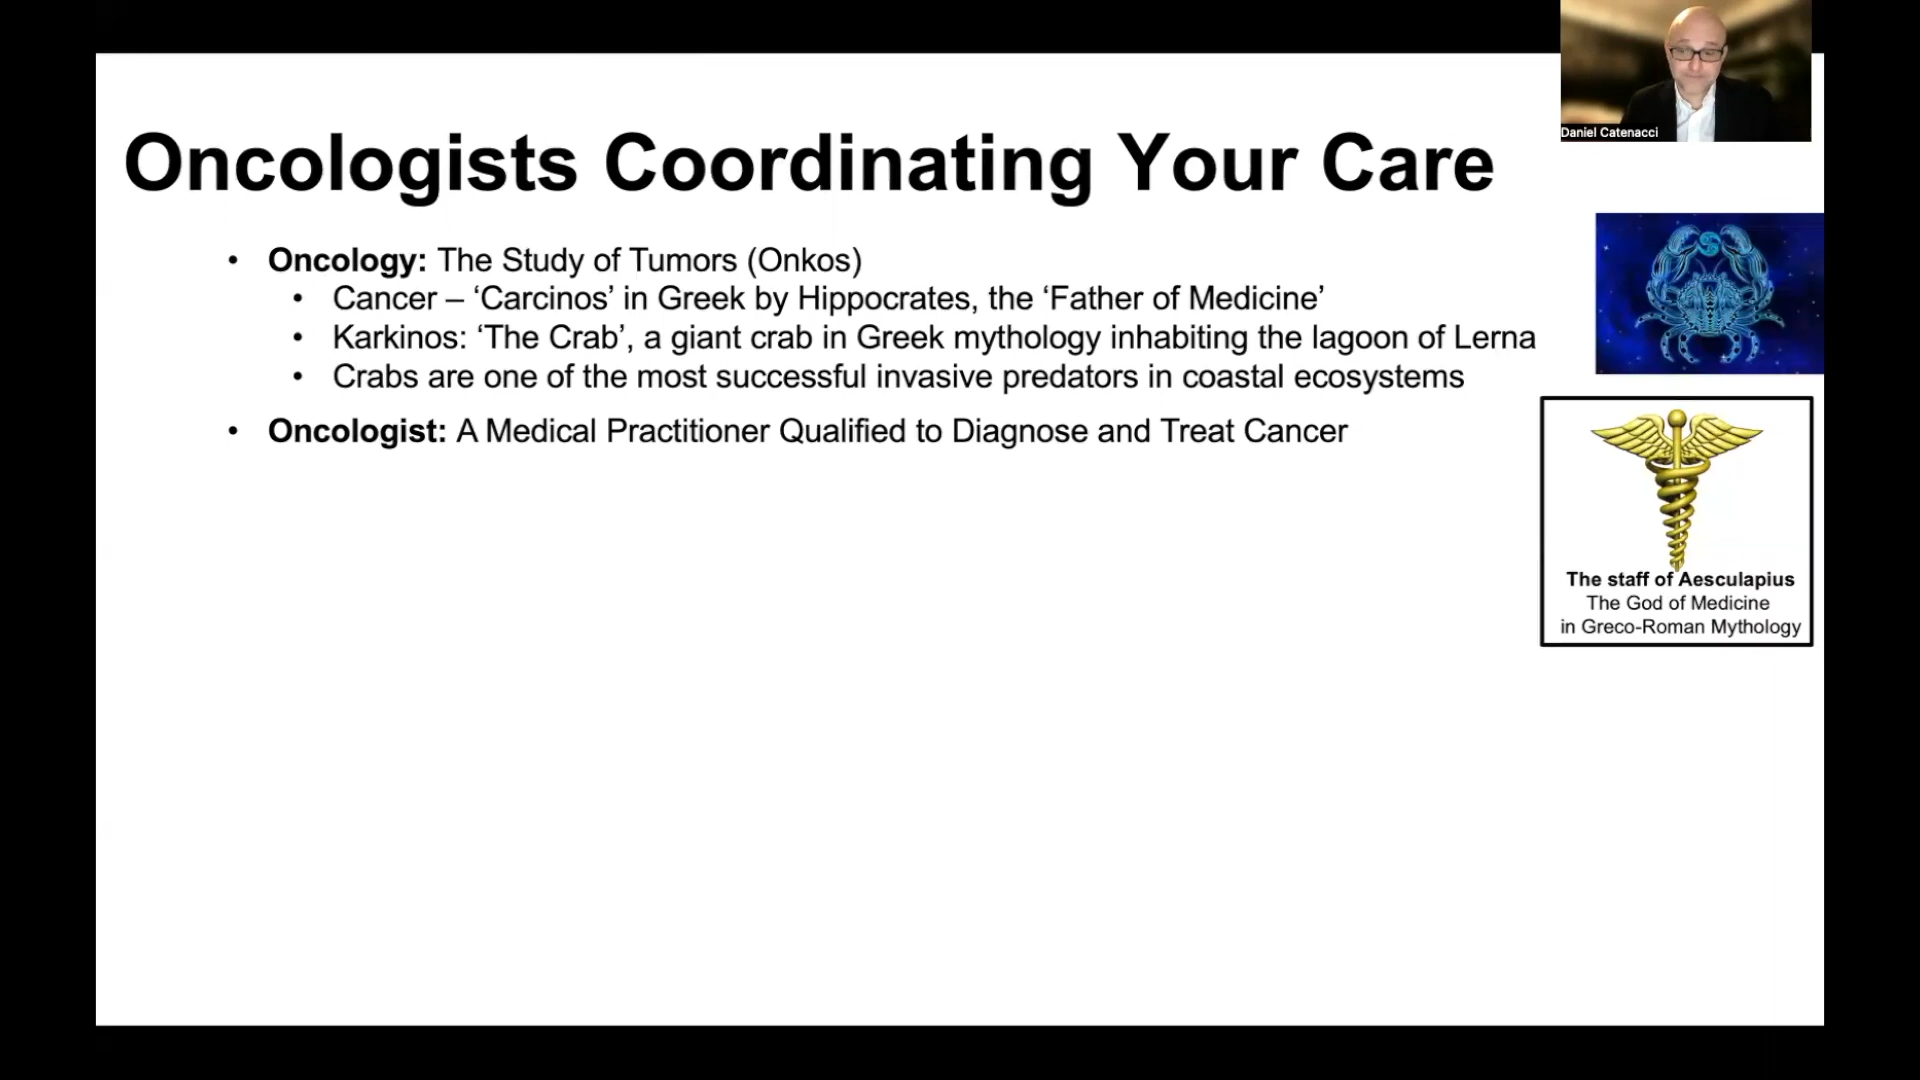 Daniel Catenacci
Oncologists Coordinating Your Care
• Oncology: The Study of Tumors (Onkos)
• Cancer – ‘Carcinos’ in Greek by Hippocrates, the ‘Father of Medicine’
• Karkinos: ‘The Crab’, a giant crab in Greek mythology inhabiting the lagoon of Lerna
• Crabs are one of the most successful invasive predators in coastal ecosystems
• Oncologist: A Medical Practitioner Qualified to Diagnose and Treat Cancer
The staff of Aesculapius
The God of Medicine
in Greco-Roman Mythology